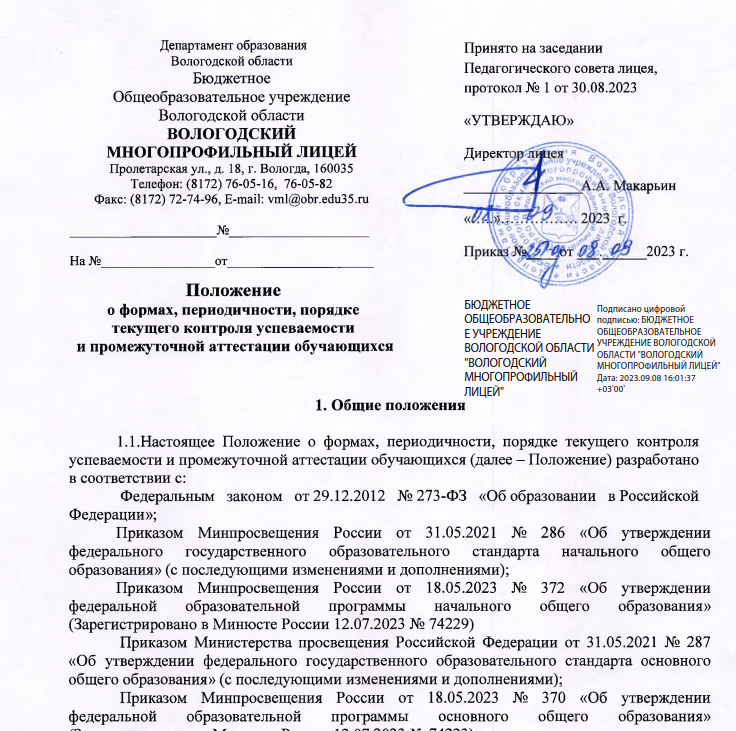 Департамент образования
Вологодской области
Бюджетное
Общеобразовательное учреждение
Вологодской области
ВОЛОГОДСКИЙ
МНОГОПРОФИЛЬНЫЙ ЛИЦЕЙ
Пролетарская ул., д. 18, г. Вологда, 160035
Телефон: (8172) 76-05-16, 76-05-82
Факс: (8172) 72-74-96, E-mail: vml@obr.edu35.ru
____________________№___________________
На №________________от____________________
Положение
о формах, периодичности, порядке
текущего контроля успеваемости
и промежуточной аттестации обучающихся
Принято на заседании
Педагогического совета лицея,
протокол № 1 от 30.08.2023
«УТВЕРЖДАЮ»
Директор лицея
________________А.А. Макарьин
«08» 09 2023 г.
Приказ № от 08.09 2023 г.
БЮДЖЕТНОЕ
ОБЩЕОБРАЗОВАТЕЛЬНО
Е УЧРЕЖДЕНИЕ
ВОЛОГОДСКОЙ ОБЛАСТИ
"ВОЛОГОДСКИЙ
МНОГОПРОФИЛЬНЫЙ
ЛИЦЕЙ"
Подписано цифровой
подписью: БЮДЖЕТНОЕ
ОБЩЕОБРАЗОВАТЕЛЬНОЕ
УЧРЕЖДЕНИЕ ВОЛОГОДСКОЙ
ОБЛАСТИ "ВОЛОГОДСКИЙ
МНОГОПРОФИЛЬНЫЙ ЛИЦЕЙ"
Дата: 2023.09.08 16:01:37
+03'00'
1. Общие положения
1.1.Настоящее Положение о формах, периодичности, порядке текущего контроля
успеваемости и промежуточной аттестации обучающихся (далее – Положение) разработано
в соответствии с:
Федеральным законом от 29.12.2012 № 273-ФЗ «Об образовании в Российской
Федерации»;
Приказом Минпросвещения России от 31.05.2021 № 286 «Об утверждении
федерального государственного образовательного стандарта начального общего
образования» (с последующими изменениями и дополнениями);
Приказом Минпросвещения России от 18.05.2023 № 372 «Об утверждении
федеральной образовательной программы начального общего образования»
(Зарегистрировано в Минюсте России 12.07.2023 № 74229)
Приказом Министерства просвещения Российской Федерации от 31.05.2021 № 287
«Об утверждении федерального государственного образовательного стандарта основного
общего образования» (с последующими изменениями и дополнениями);
Приказом Минпросвещения России от 18.05.2023 № 370 «Об утверждении
федеральной образовательной программы основного общего образования»